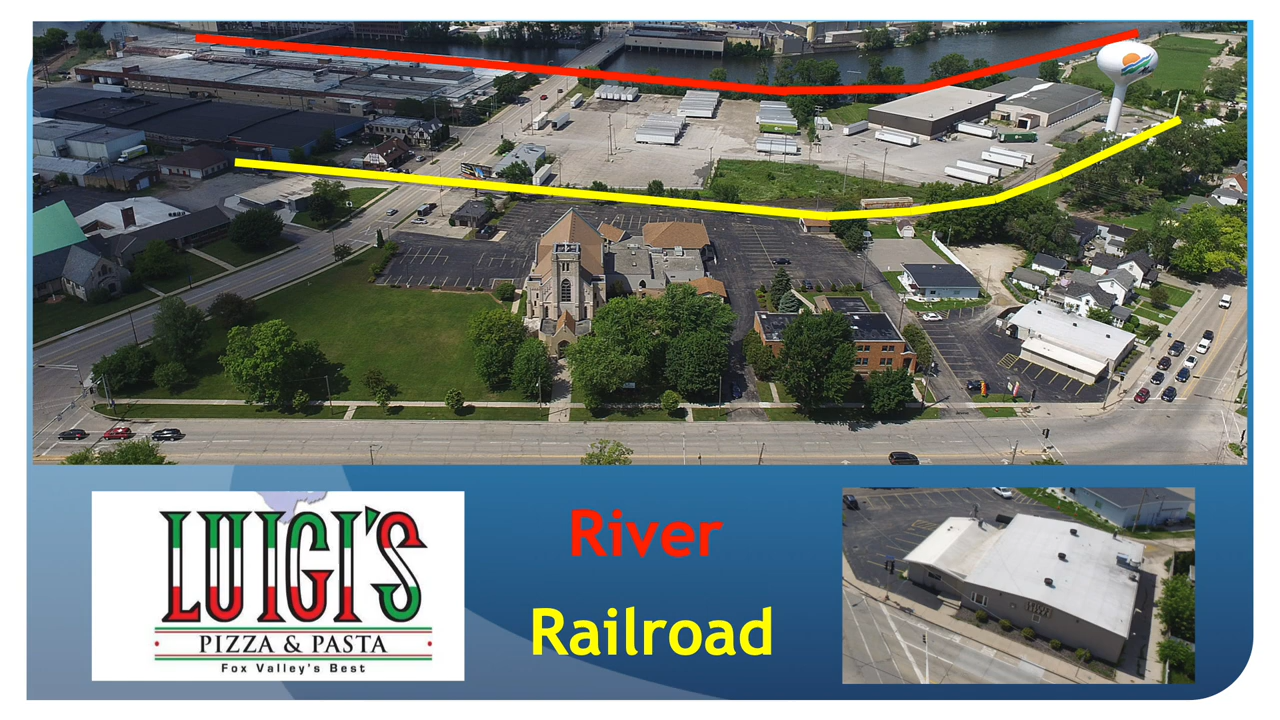 River
LUIGI'S
PIZZA & PASTA
Fox Valley's Best
Railroad